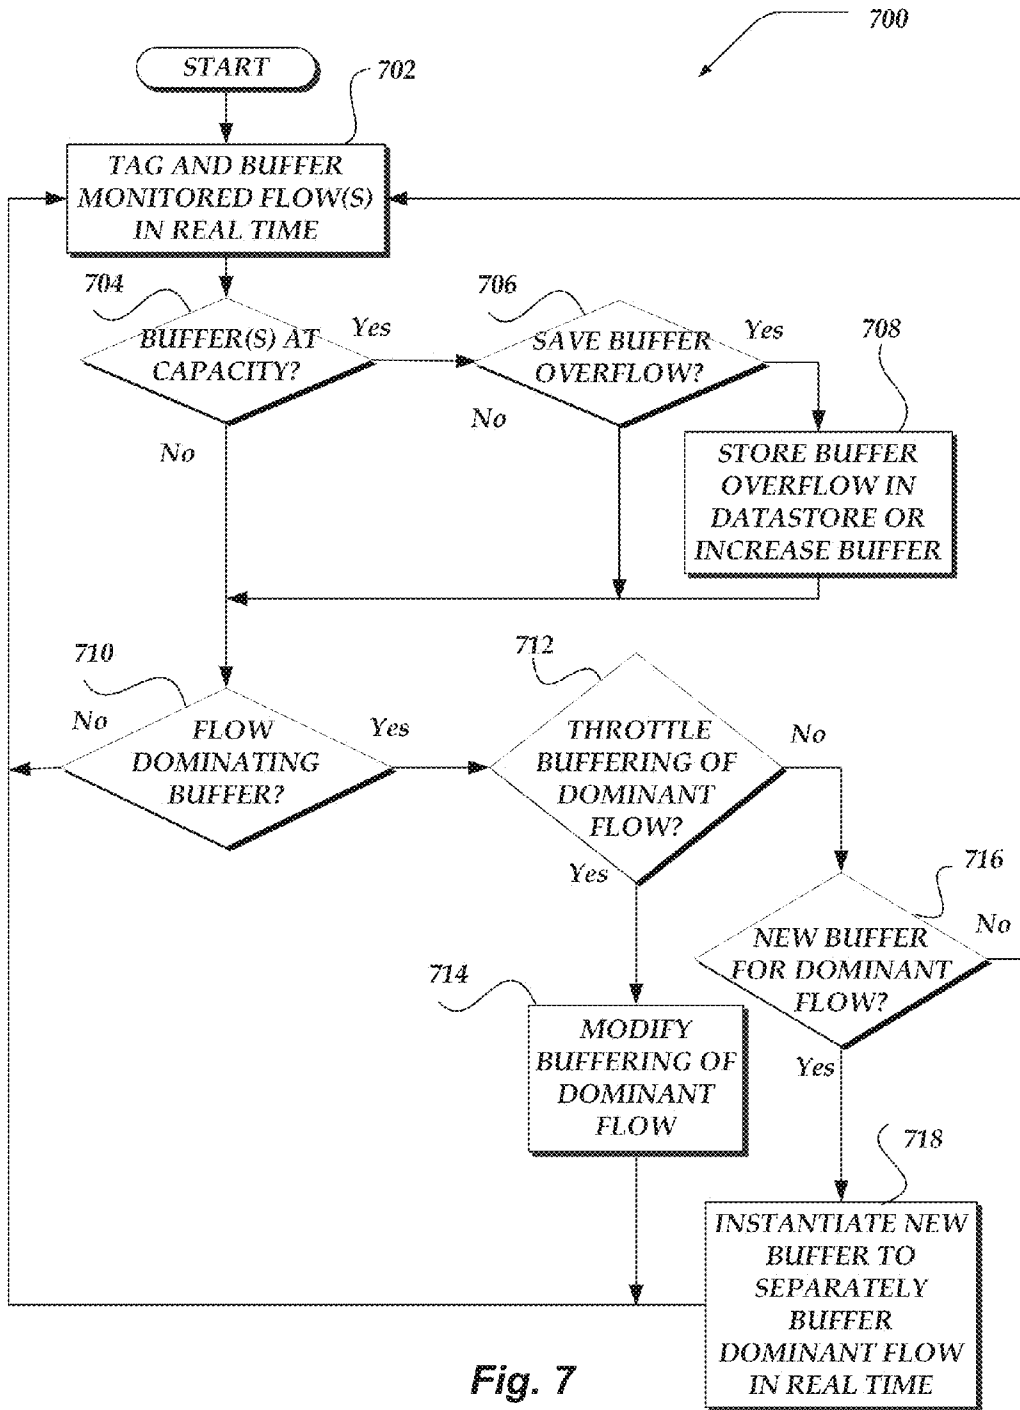 700
START
702
TAG AND BUFFER
MONITORED FLOW(S)
IN REAL TIME
704
BUFFER(S) AT
CAPACITY?
Yes
No
706
SAVE BUFFER
OVERFLOW?
Yes
No
708
STORE BUFFER
OVERFLOW IN
DATASTORE OR
INCREASE BUFFER
710
No
FLOW
DOMINATING
BUFFER?
Yes
712
THROTTLE
BUFFERING OF
DOMINANT
FLOW?
No
Yes
716
NEW BUFFER
FOR DOMINANT
FLOW?
No
Yes
714
MODIFY
BUFFERING OF
DOMINANT
FLOW
718
INSTANTIATE NEW
BUFFER TO
SEPARATELY
BUFFER
DOMINANT FLOW
IN REAL TIME
Fig. 7